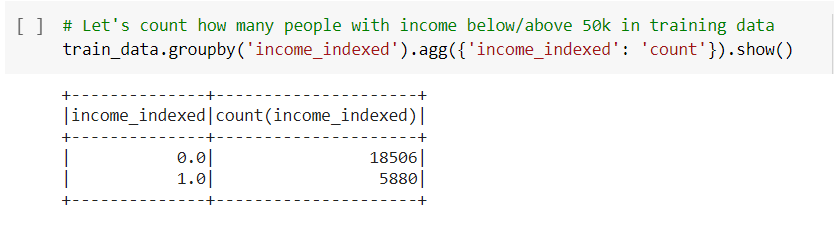 [ ] # Let's count how many people with income below/above 50k in training data
train_data.groupby('income_indexed').agg({'income_indexed': 'count'}).show()
+--------------+---------------------+
|income_indexed|count(income_indexed)|
+--------------+---------------------+
|           0.0|                18506|
|           1.0|                 5880|
+--------------+---------------------+